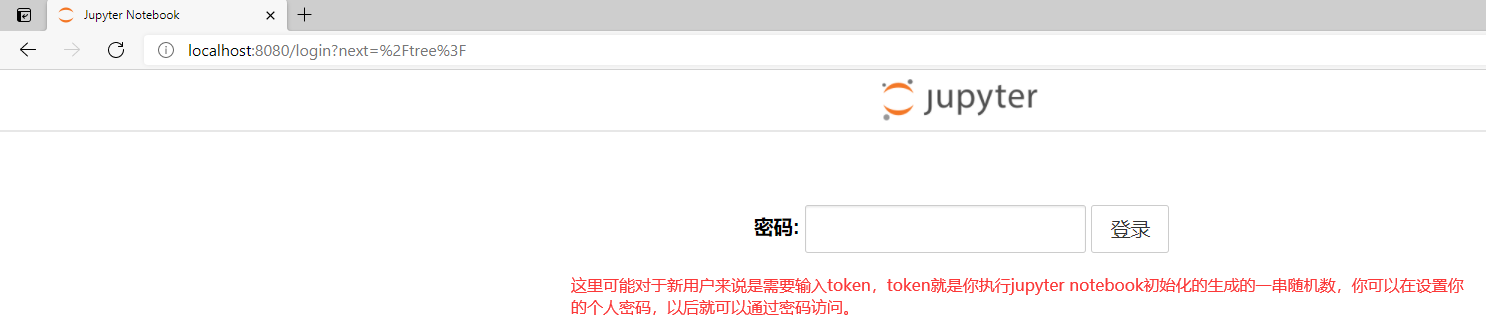 Jupyter Notebook
localhost:8080/login?next=%2Ftree%3F
jupyter
密码: 登录
这里可能对于新用户来说是需要输入token，token就是你执行jupyter notebook初始化的生成的一串随机数，你可以在设置你
的个人密码，以后就可以通过密码访问。